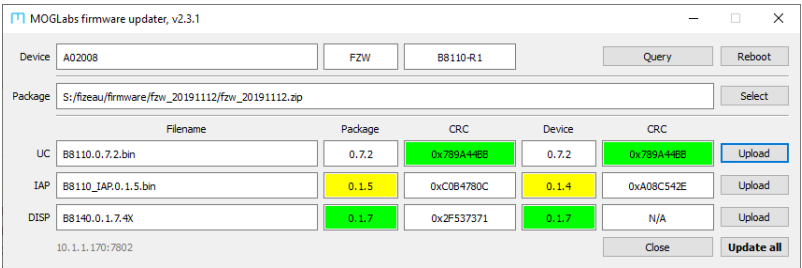 MOGLabs firmware updater, v2.3.1
Device A02008 FZW B8110-R1 Query Reboot
Package S:/fizeau/firmware/fzw_20191112/fzw_20191112.zip Select
Filename Package CRC Device CRC
UC B8110.0.7.2.bin 0.7.2 0x789A44BB 0.7.2 0x789A44BB Upload
IAP B8110_IAP.0.1.5.bin 0.1.5 0xC0B4780C 0.1.4 0xA08C542E Upload
DISP B8140.0.1.7.4X 0.1.7 0x2F537371 0.1.7 N/A Upload
10.1.1.170:7802 Close Update all